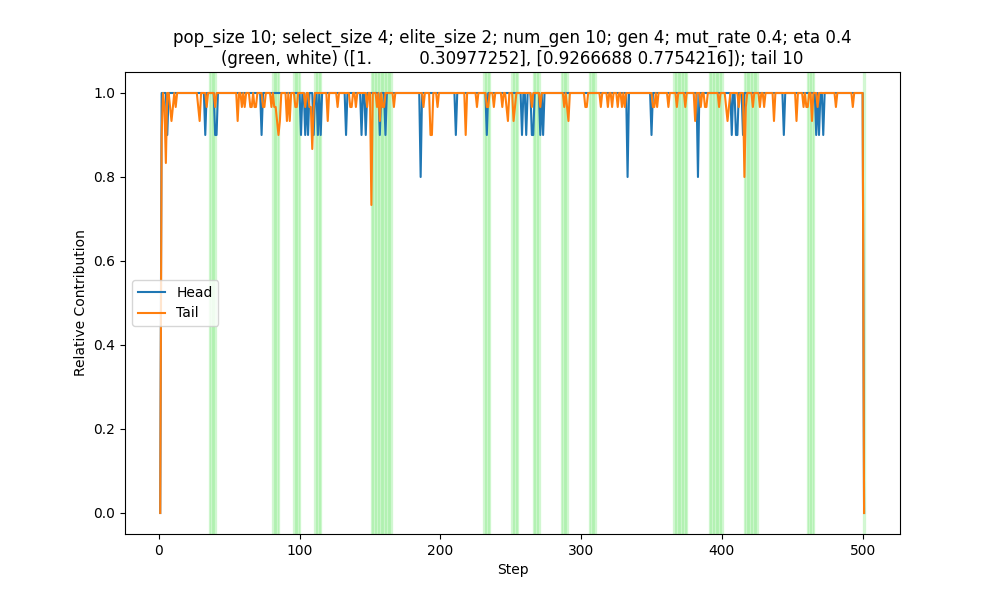 pop_size 10; select_size 4; elite_size 2; num_gen 10; gen 4; mut_rate 0.4; eta 0.4
(green, white) ([1.          0.30977252], [0.9266688 0.7754216]); tail 10
1.0
0.8
0.6
0.4
0.2
0.0
Relative Contribution
Head
Tail
0
100
200
300
400
500
Step